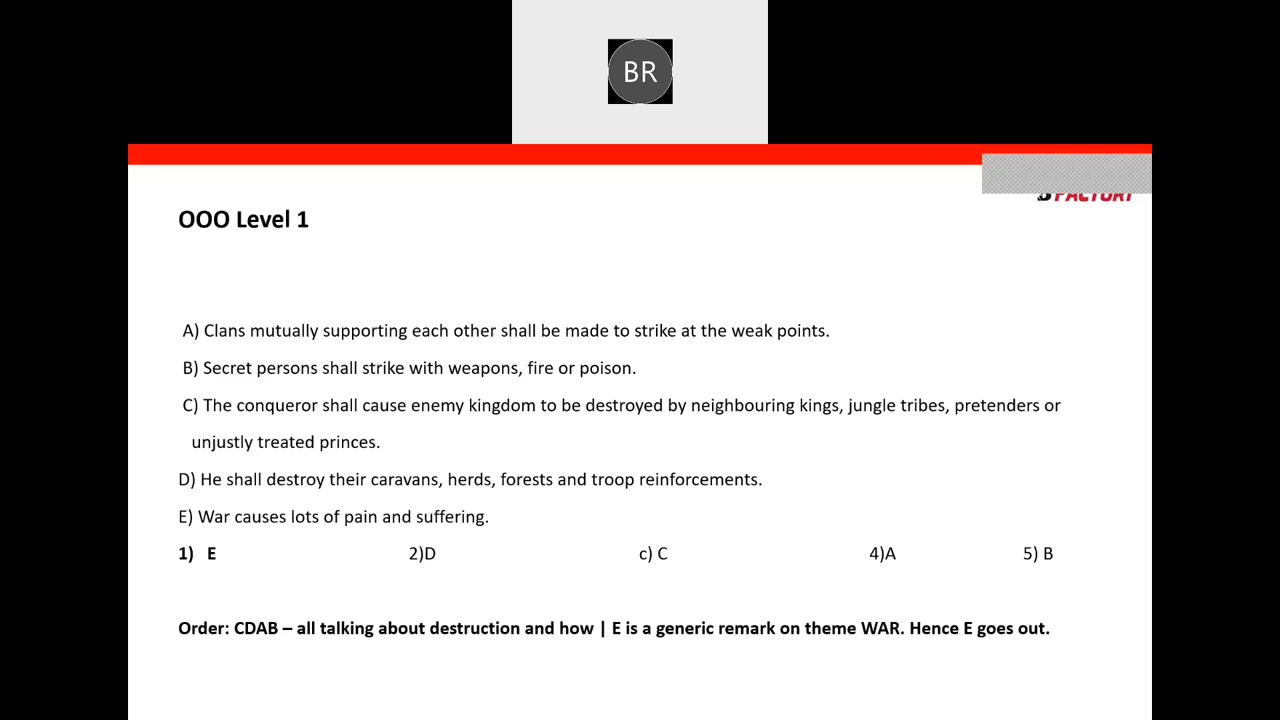 BR
FACTORY
OOO Level 1
A) Clans mutually supporting each other shall be made to strike at the weak points.
B) Secret persons shall strike with weapons, fire or poison.
C) The conqueror shall cause enemy kingdom to be destroyed by neighbouring kings, jungle tribes, pretenders or
unjustly treated princes.
D) He shall destroy their caravans, herds, forests and troop reinforcements.
E) War causes lots of pain and suffering.
1) E 2)D c) C 4)A 5) B
Order: CDAB – all talking about destruction and how | E is a generic remark on theme WAR. Hence E goes out.